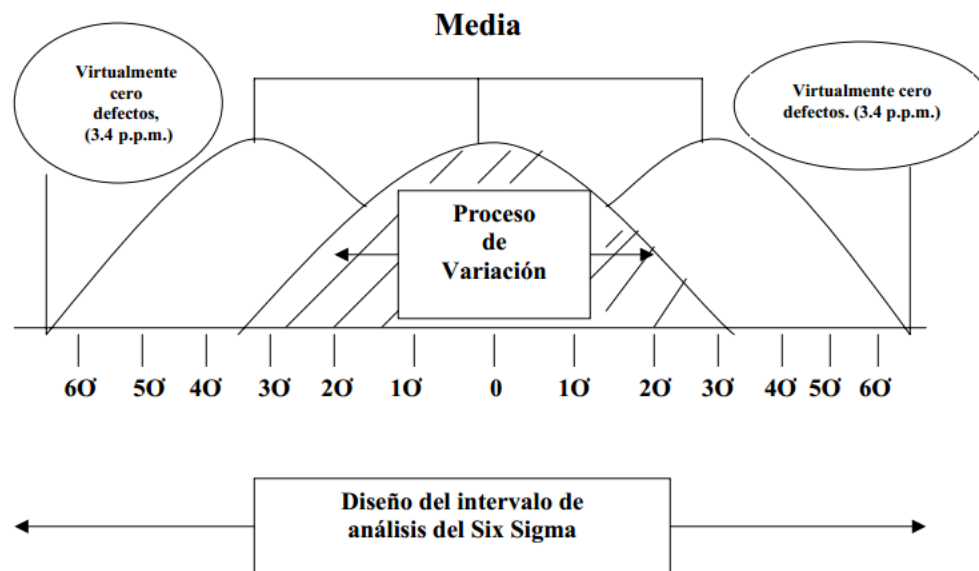 Media
Virtualmente
cero
defectos,
(3.4 p.p.m.)
Virtualmente cero
defectos. (3.4 p.p.m.)
Proceso
de
Variación
6Ơ 5Ơ 4Ơ 3Ơ 2Ơ 1Ơ 0 1Ơ 2Ơ 3Ơ 4Ơ 5Ơ 6Ơ
Diseño del intervalo de
análisis del Six Sigma